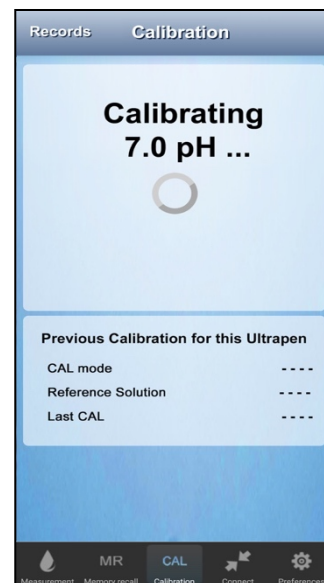 Records Calibration
Calibrating
7.0 pH ...
Previous Calibration for this Ultrapen
CAL mode ----
Reference Solution ----
Last CAL ----
MR CAL
Measurement Memory recall Calibration Connect Preferences